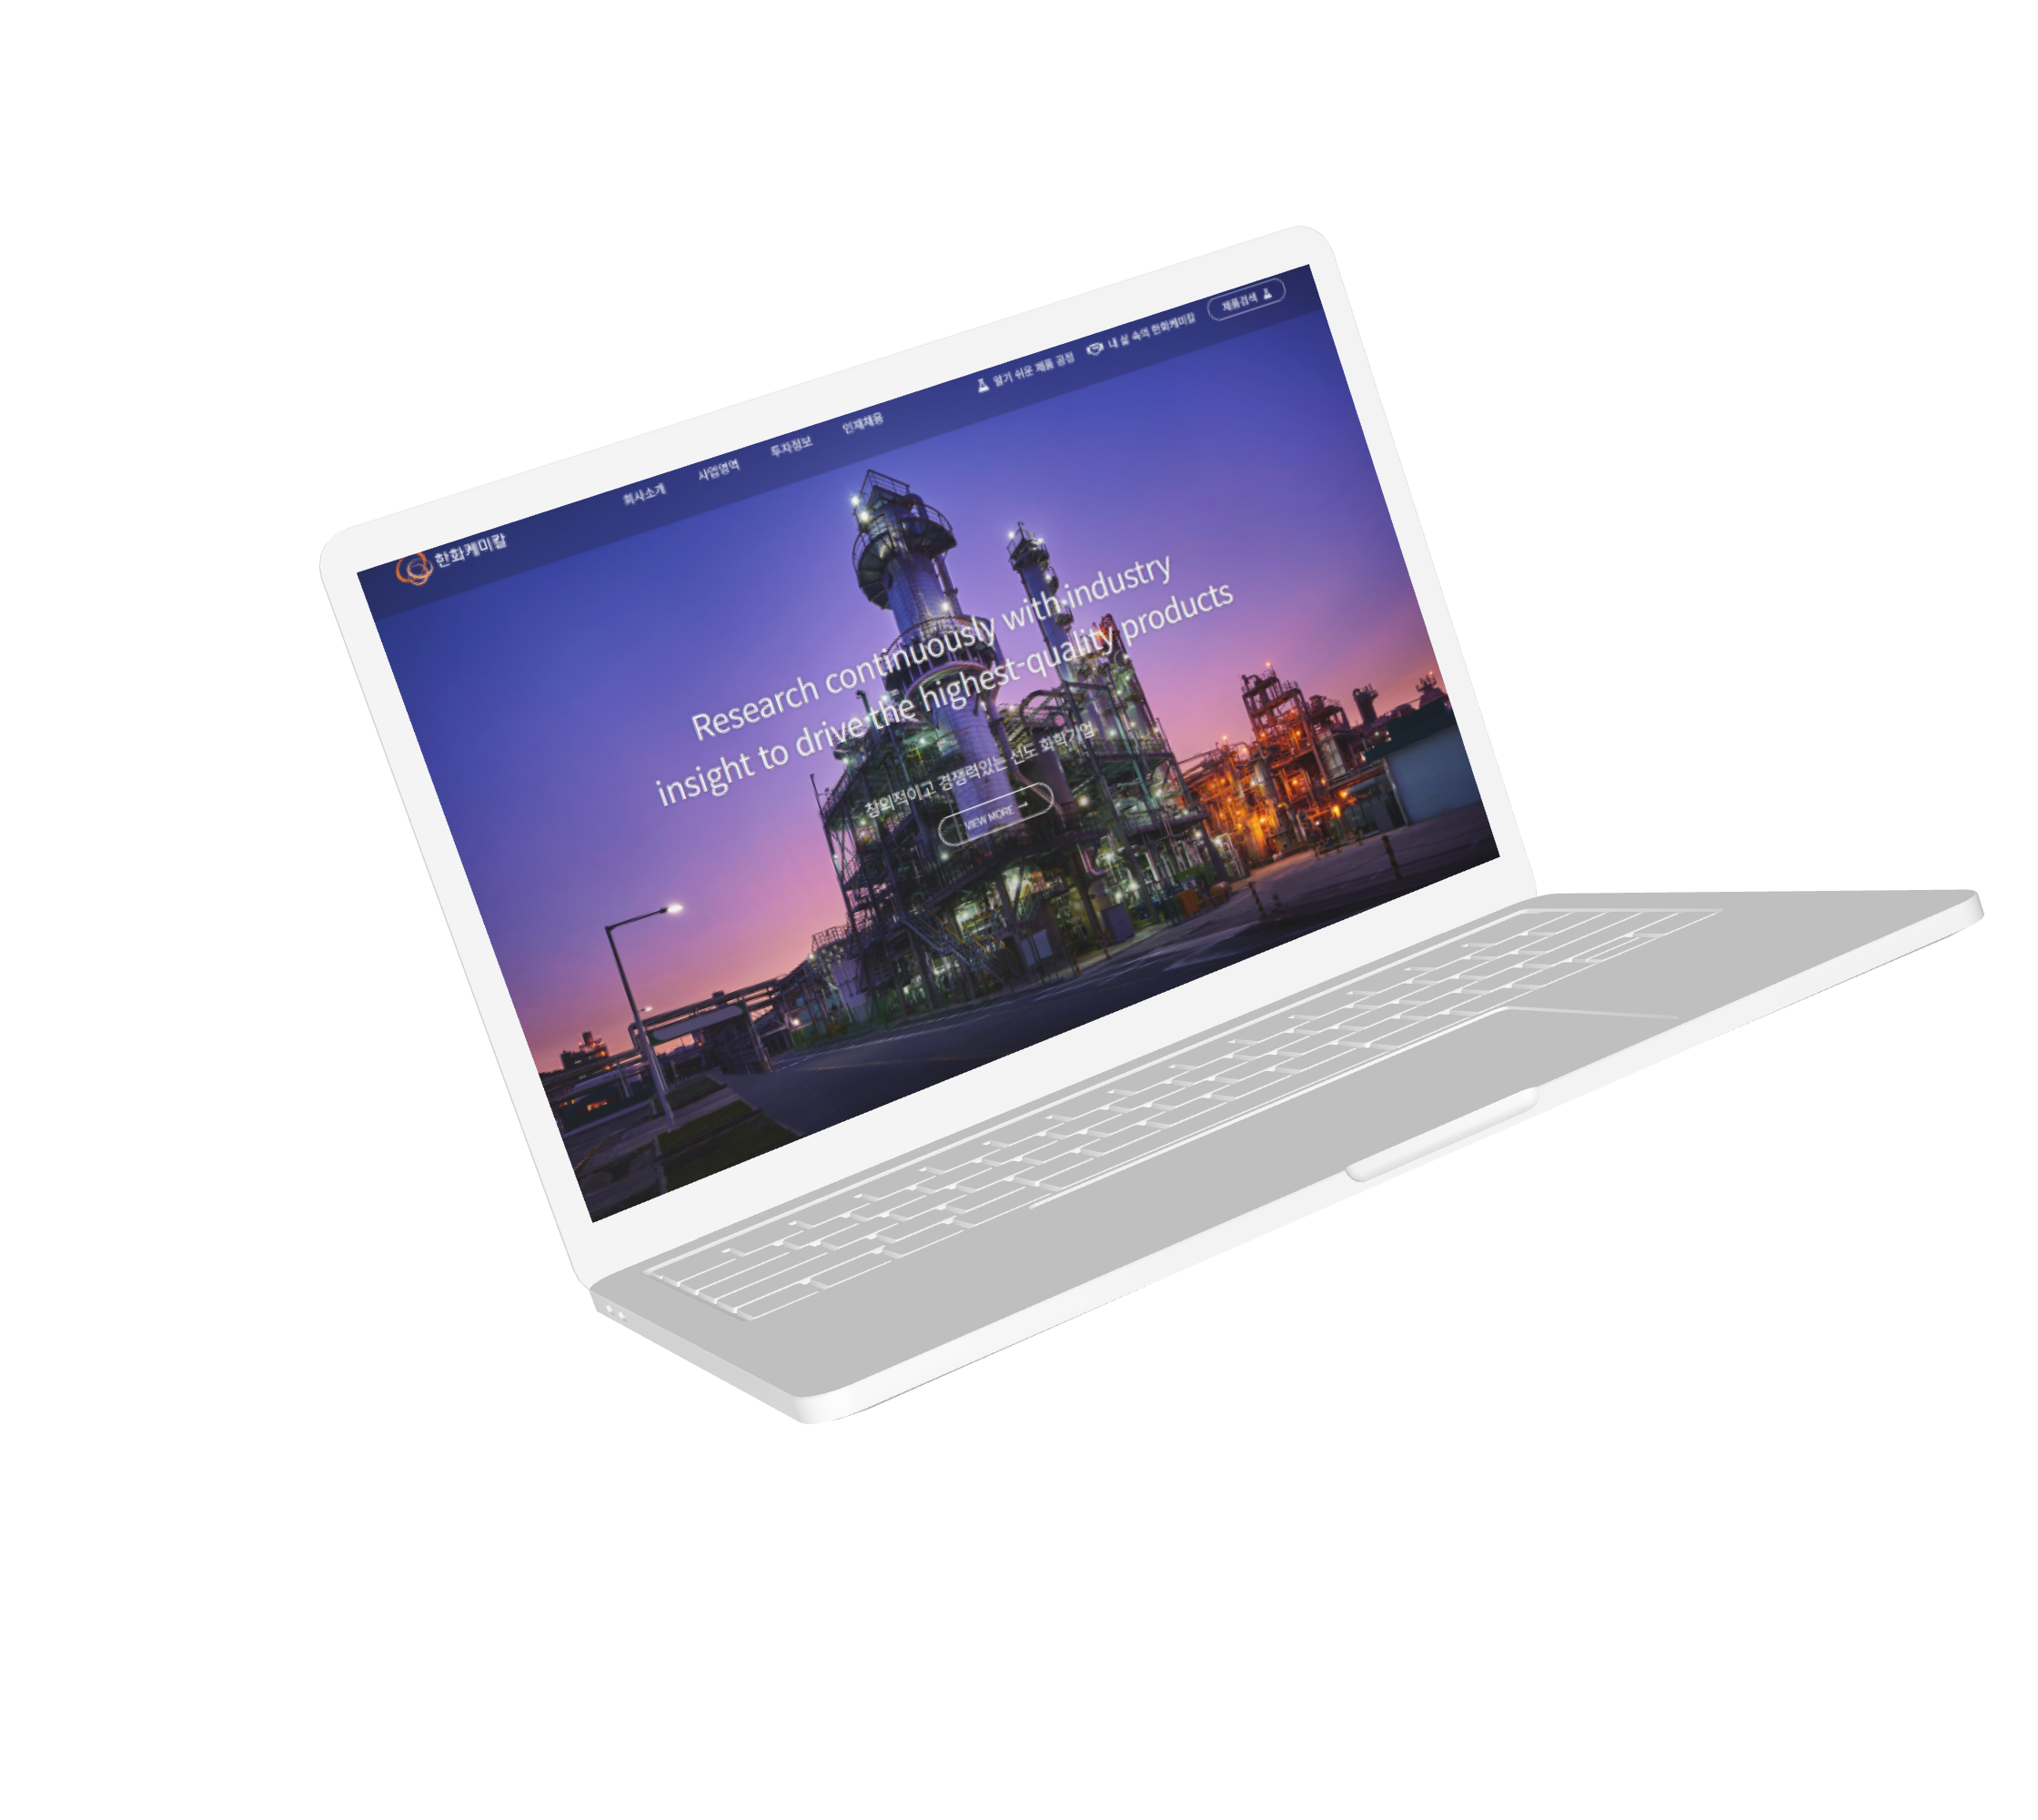 한화케미칼
회사소개
사업영역
투자정보
인재채용
알기 쉬운 제품 공정
내 삶 속의 한화케미칼
제품검색
Research continuously with industry
insight to drive the highest-quality products
창의적이고 경쟁력있는 선도 화학기업
VIEW MORE →